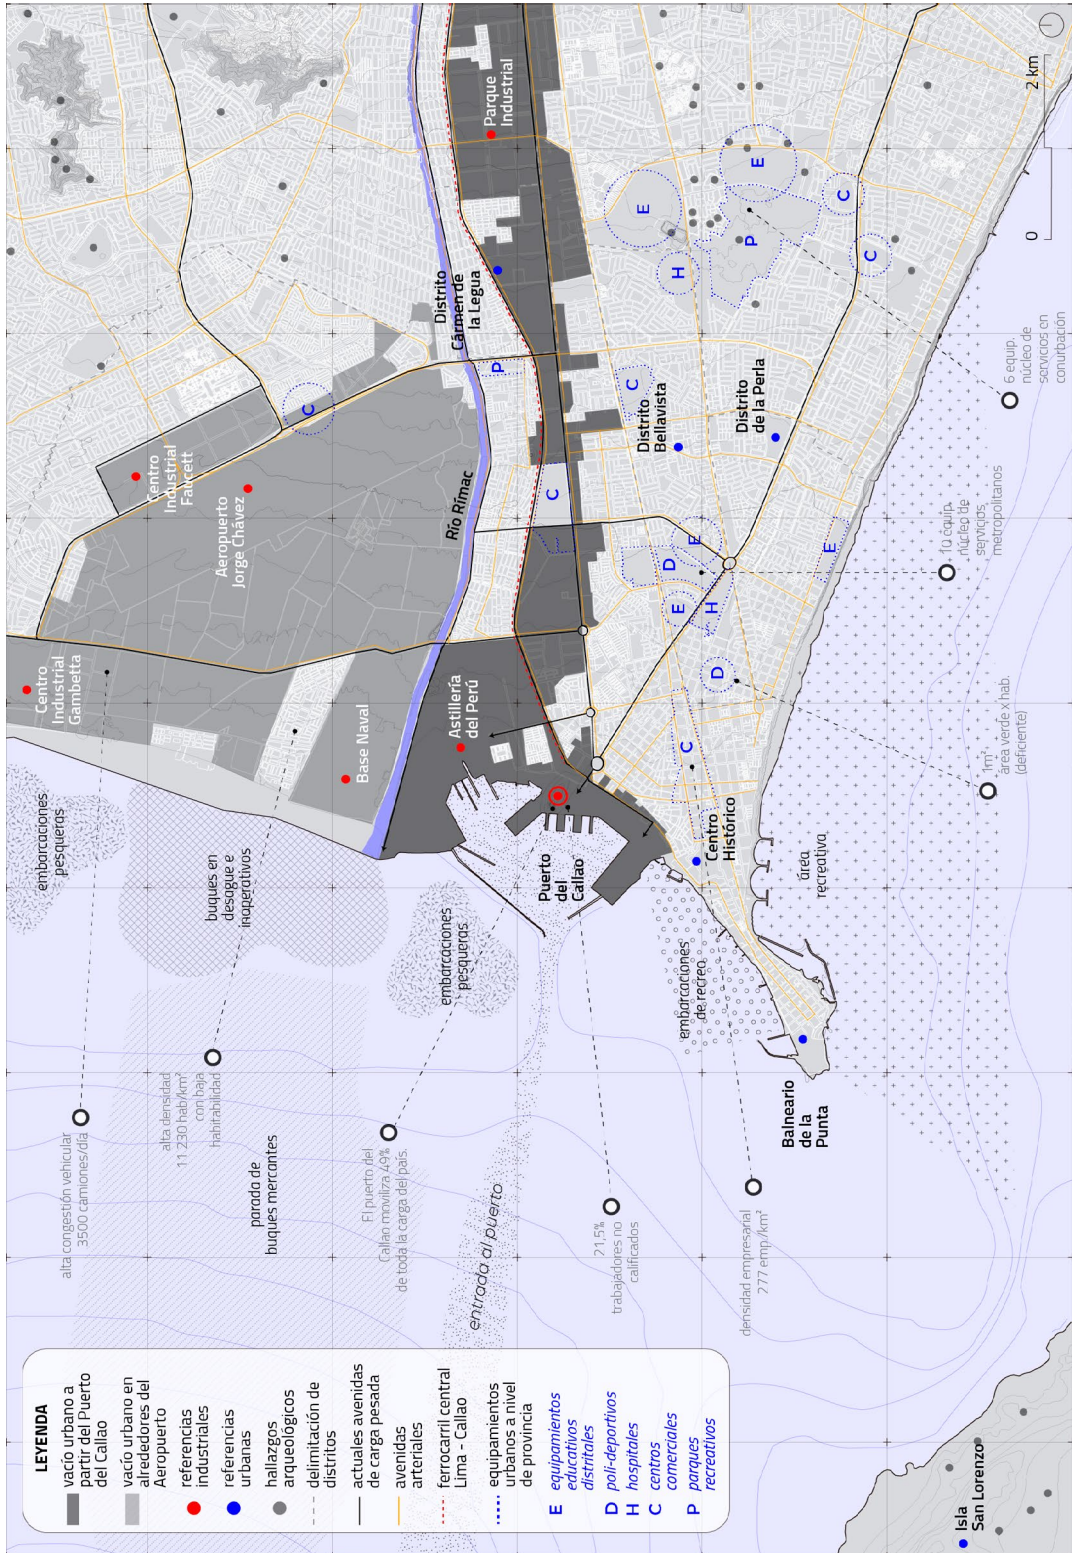 LEYENDA
vacío urbano a
partir del Puerto
del Callao
vacío urbano en
alrededores del
Aeropuerto
referencias
industriales
referencias
urbanas
hallazgos
arqueológicos
delimitación de
distritos
actuales avenidas
de carga pesada
avenidas
arteriales
ferrocarril central
Lima - Callao
equipamientos
urbanos a nivel
de provincia
E equipamientos
educativos
distritales
D poli-deportivos
H hospitales
C centros
comerciales
P parques
recreativos
alta congestión vehicular
3500 camiones/día
alta densidad
11 230 hab/km²
con baja
habitabilidad
parada de
buques mercantes
El puerto del
Callao moviliza 49%
de toda la carga del país.
entrada al puerto
21,5%
trabajadores no
calificados
densidad empresarial
277 emp./km²
Isla
San Lorenzo
Balneario
de la
Punta
embarcaciones
pesqueras
buques en
desague e
inoperativos
embarcaciones
pesqueras
embarcaciones
de recreo
área
recreativa
Puerto
del
Callao
Centro
Histórico
Centro
Industrial
Gambetta
Base Naval
Astillería
del Perú
Aeropuerto
Jorge Chávez
Centro
Industrial
Faucett
Río Rímac
Distrito
Cármen de
la Legua
Parque
Industrial
Distrito
Bellavista
Distrito
de la Perla
1m²
área verde x hab.
(deficiente)
10 equip.
núcleo de
servicios
metropolitanos
6 equip.
núcleo de
servicios en
conurbación
C
P
C
E
C
D
E
E
H
D
C
E
E
H
P
E
C
C
0
2 km